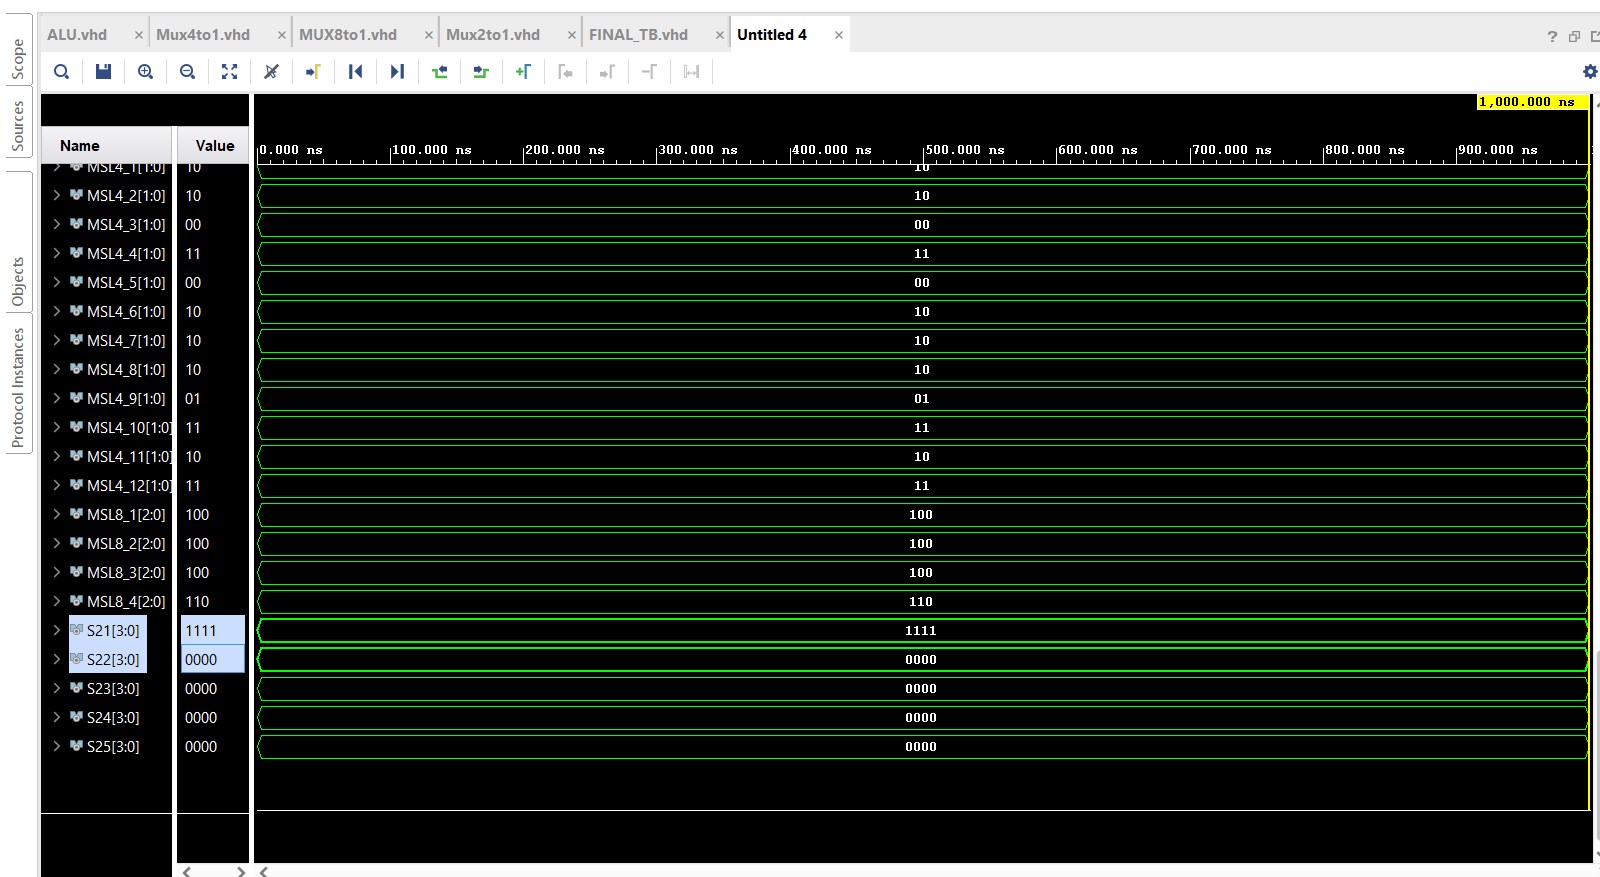 ALU.vhd × Mux4to1.vhd × MUX8to1.vhd × Mux2to1.vhd × FINAL_TB.vhd × Untitled 4 ×
?
Scope
Sources
Objects
Protocol Instances
1,000.000 ns
Name Value 0.000 ns 100.000 ns 200.000 ns 300.000 ns 400.000 ns 500.000 ns 600.000 ns 700.000 ns 800.000 ns 900.000 ns
MSL4_1[1:0] 10 10
MSL4_2[1:0] 10 10
MSL4_3[1:0] 00 00
MSL4_4[1:0] 11 11
MSL4_5[1:0] 00 00
MSL4_6[1:0] 10 10
MSL4_7[1:0] 10 10
MSL4_8[1:0] 10 10
MSL4_9[1:0] 01 01
MSL4_10[1:0] 11 11
MSL4_11[1:0] 10 10
MSL4_12[1:0] 11 11
MSL8_1[2:0] 100 100
MSL8_2[2:0] 100 100
MSL8_3[2:0] 100 100
MSL8_4[2:0] 110 110
S21[3:0] 1111 1111
S22[3:0] 0000 0000
S23[3:0] 0000 0000
S24[3:0] 0000 0000
S25[3:0] 0000 0000